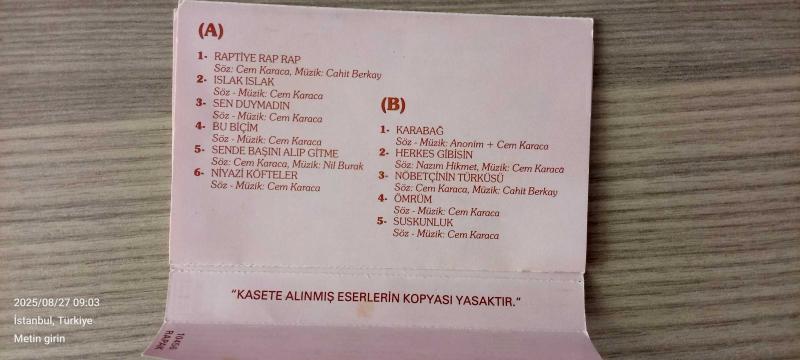 (A)
1- RAPTİYE RAP RAP
Söz: Cem Karaca, Müzik: Cahit Berkay
2- ISLAK ISLAK
Söz - Müzik: Cem Karaca
3- SEN DUYMADIN
Söz - Müzik: Cem Karaca
4- BU BİÇİM
Söz - Müzik: Cem Karaca
5- SENDE BAŞINI ALIP GİTME
Söz: Cem Karaca, Müzik: Nil Burak
6- NİYAZİ KÖFTELER
Söz - Müzik: Cem Karaca
(B)
1- KARABAĞ
Söz - Müzik: Anonim + Cem Karaca
2- HERKES GİBİSİN
Söz: Nazım Hikmet, Müzik: Cem Karaca
3- NÖBETÇİNİN TÜRKÜSÜ
Söz: Cem Karaca, Müzik: Cahit Berkay
4- ÖMRÜM
Söz - Müzik: Cem Karaca
5- SUSKUNLUK
Söz - Müzik: Cem Karaca
"KASETE ALINMIŞ ESERLERİN KOPYASI YASAKTIR."
10456
RAPAK
2025/08/27 09:03
İstanbul, Türkiye
Metin girin